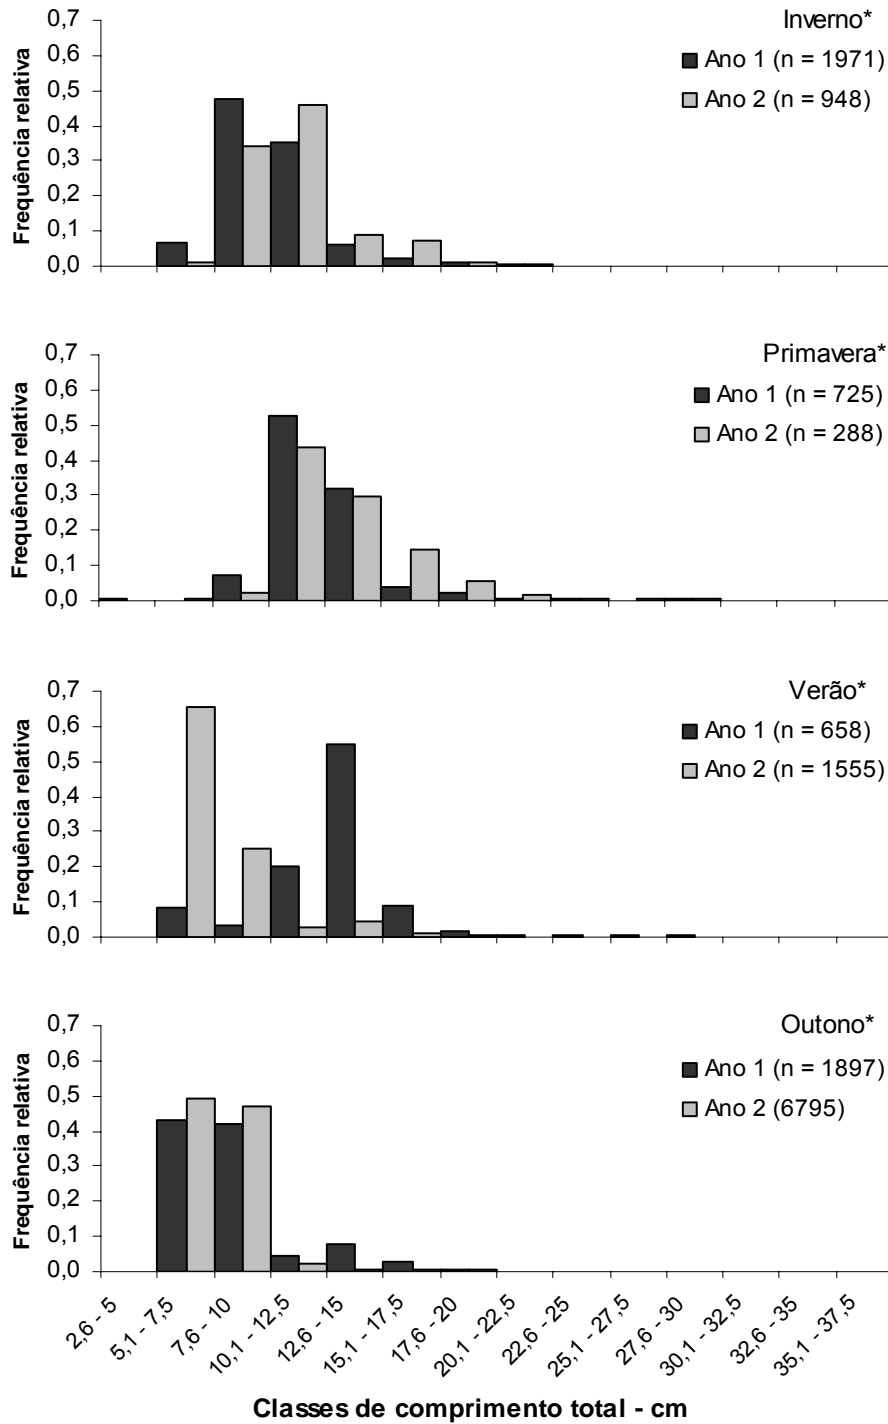 Inverno*
Ano 1 (n = 1971)
Ano 2 (n = 948)
Frequência relativa
0,7
0,6
0,5
0,4
0,3
0,2
0,1
0,0
Primavera*
Ano 1 (n = 725)
Ano 2 (n = 288)
Frequência relativa
0,7
0,6
0,5
0,4
0,3
0,2
0,1
0,0
Verão*
Ano 1 (n = 658)
Ano 2 (n = 1555)
Frequência relativa
0,7
0,6
0,5
0,4
0,3
0,2
0,1
0,0
Outono*
Ano 1 (n = 1897)
Ano 2 (6795)
Frequência relativa
0,7
0,6
0,5
0,4
0,3
0,2
0,1
0,0
2,6 - 5
5,1 - 7,5
7,6 - 10
10,1 - 12,5
12,6 - 15
15,1 - 17,5
17,6 - 20
20,1 - 22,5
22,6 - 25
25,1 - 27,5
27,6 - 30
30,1 - 32,5
32,6 - 35
35,1 - 37,5
Classes de comprimento total - cm